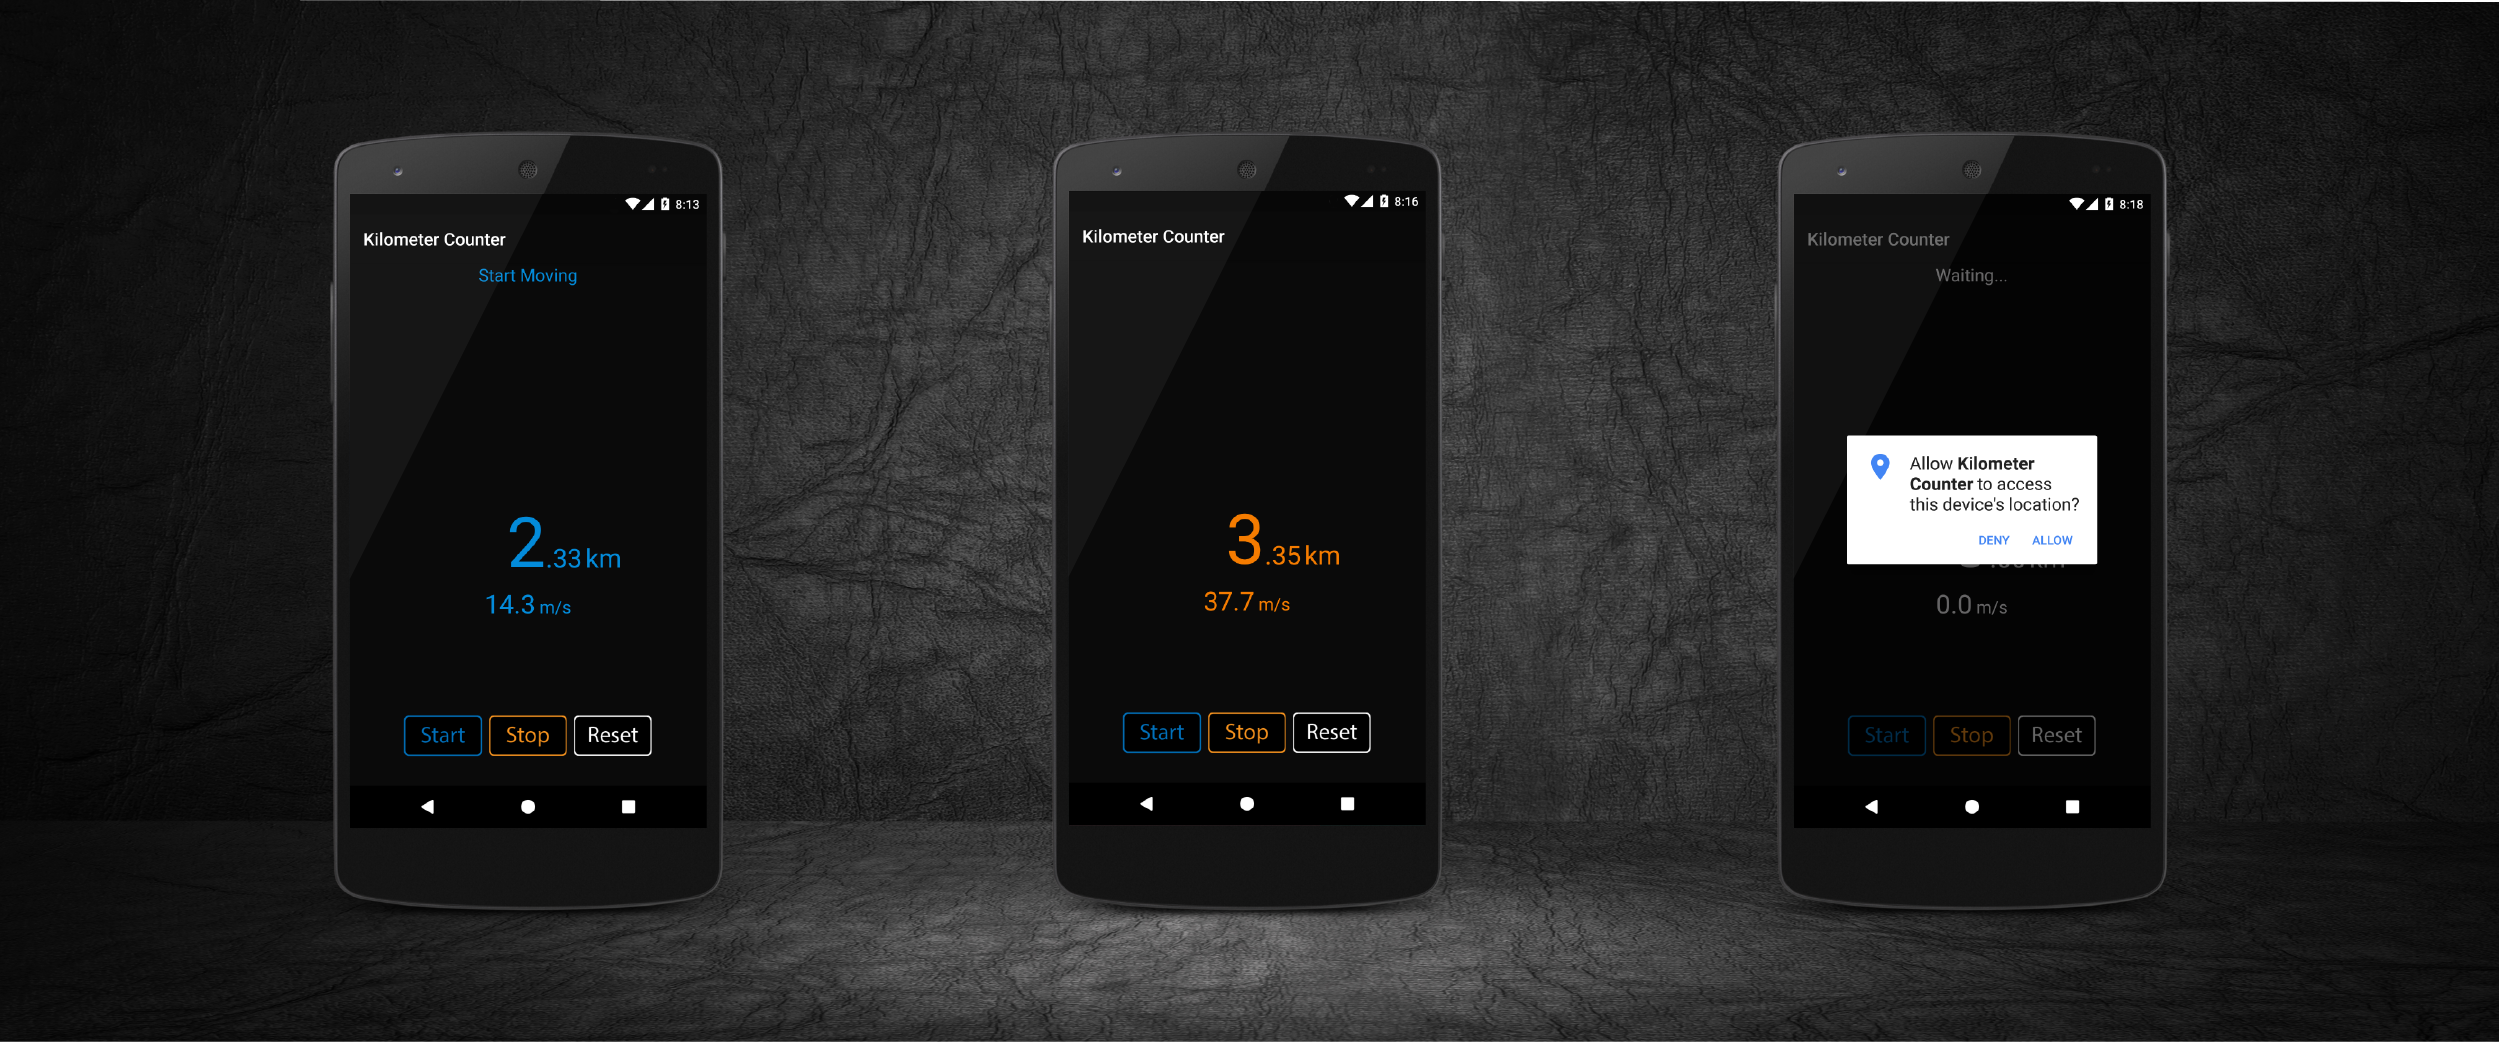 8:13
Kilometer Counter
Start Moving
2.33 km
14.3 m/s
Start Stop Reset
8:16
Kilometer Counter
3.35 km
37.7 m/s
Start Stop Reset
8:18
Kilometer Counter
Waiting...
Allow Kilometer
Counter to access
this device's location?
DENY ALLOW
0.0 m/s
Start Stop Reset